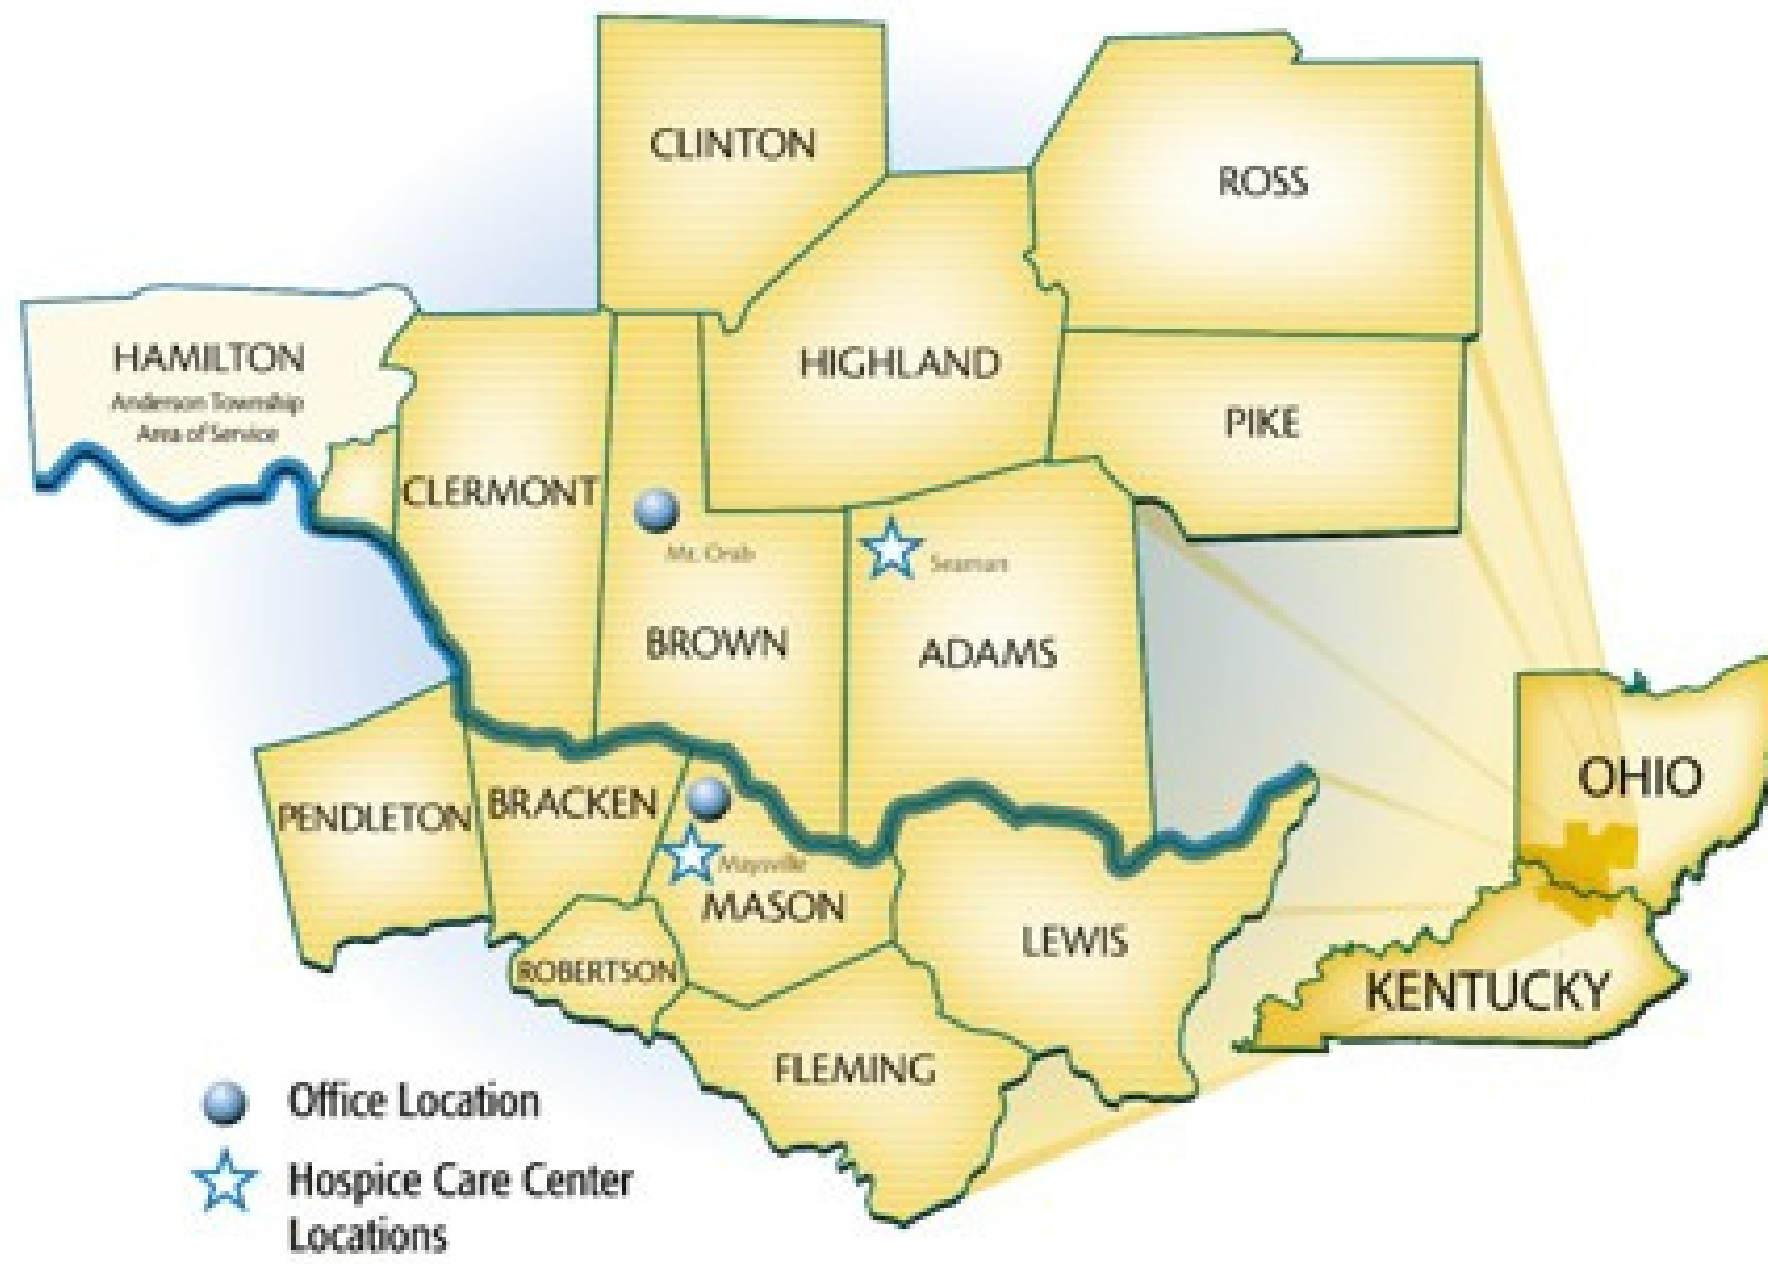 CLINTON
ROSS
HAMILTON
Anderson Township
Area of Service
HIGHLAND
PIKE
CLERMONT
Mt. Orab
Seaman
BROWN
ADAMS
OHIO
PENDLETON
BRACKEN
Maysville
MASON
LEWIS
ROBERTSON
KENTUCKY
FLEMING
Office Location
Hospice Care Center
Locations